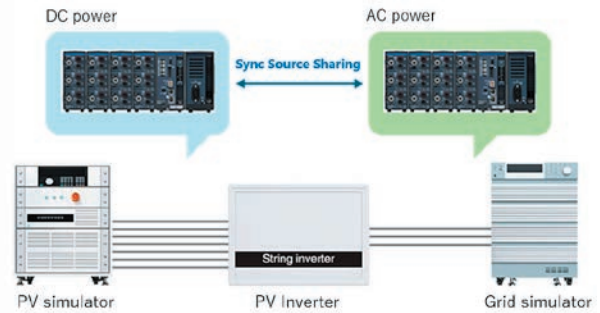 DC power
AC power
Sync Source Sharing
String inverter
PV simulator
PV Inverter
Grid simulator